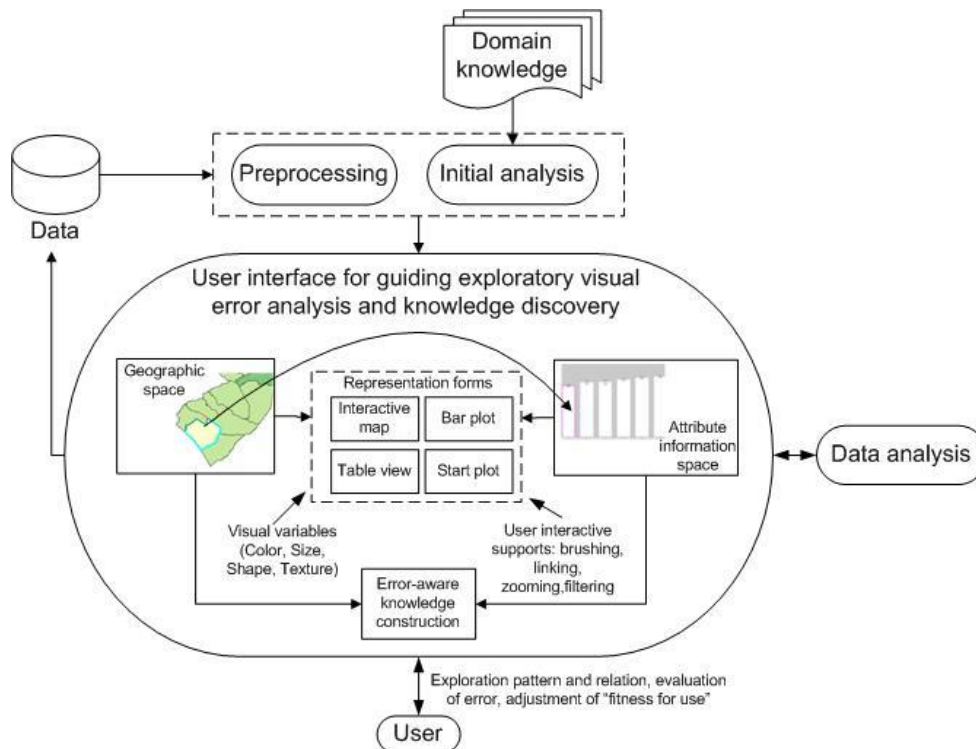 Domain
knowledge
Preprocessing
Initial analysis
Data
User interface for guiding exploratory visual
error analysis and knowledge discovery
Geographic
space
Representation forms
Interactive
map
Bar plot
Table view
Start plot
Attribute
information
space
Data analysis
Visual variables
(Color, Size,
Shape, Texture)
User interactive
supports: brushing,
linking,
zooming,filtering
Error-aware
knowledge
construction
Exploration pattern and relation, evaluation
of error, adjustment of “fitness for use”
User